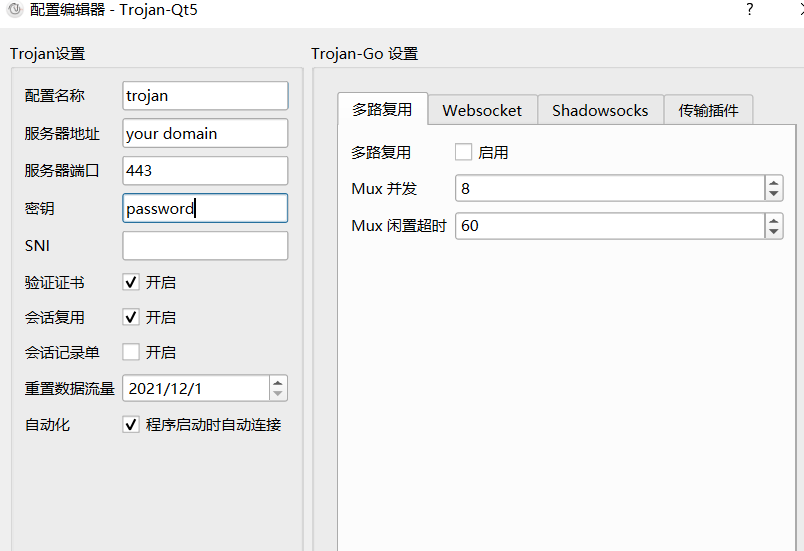 配置编辑器 - Trojan-Qt5
?
Trojan设置
配置名称 trojan
服务器地址 your domain
服务器端口 443
密钥 password
SNI
验证证书 开启
会话复用 开启
会话记录单 开启
重置数据流量 2021/12/1
自动化 程序启动时自动连接
Trojan-Go 设置
多路复用 Websocket Shadowsocks 传输插件
多路复用 启用
Mux 并发 8
Mux 闲置超时 60